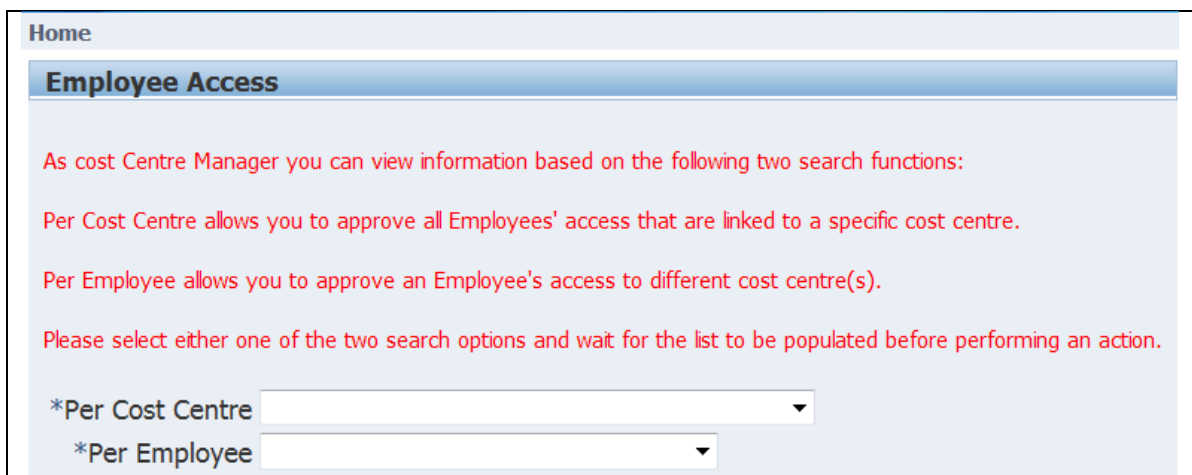 Home
Employee Access
As cost Centre Manager you can view information based on the following two search functions:
Per Cost Centre allows you to approve all Employees' access that are linked to a specific cost centre.
Per Employee allows you to approve an Employee's access to different cost centre(s).
Please select either one of the two search options and wait for the list to be populated before performing an action.
*Per Cost Centre
*Per Employee